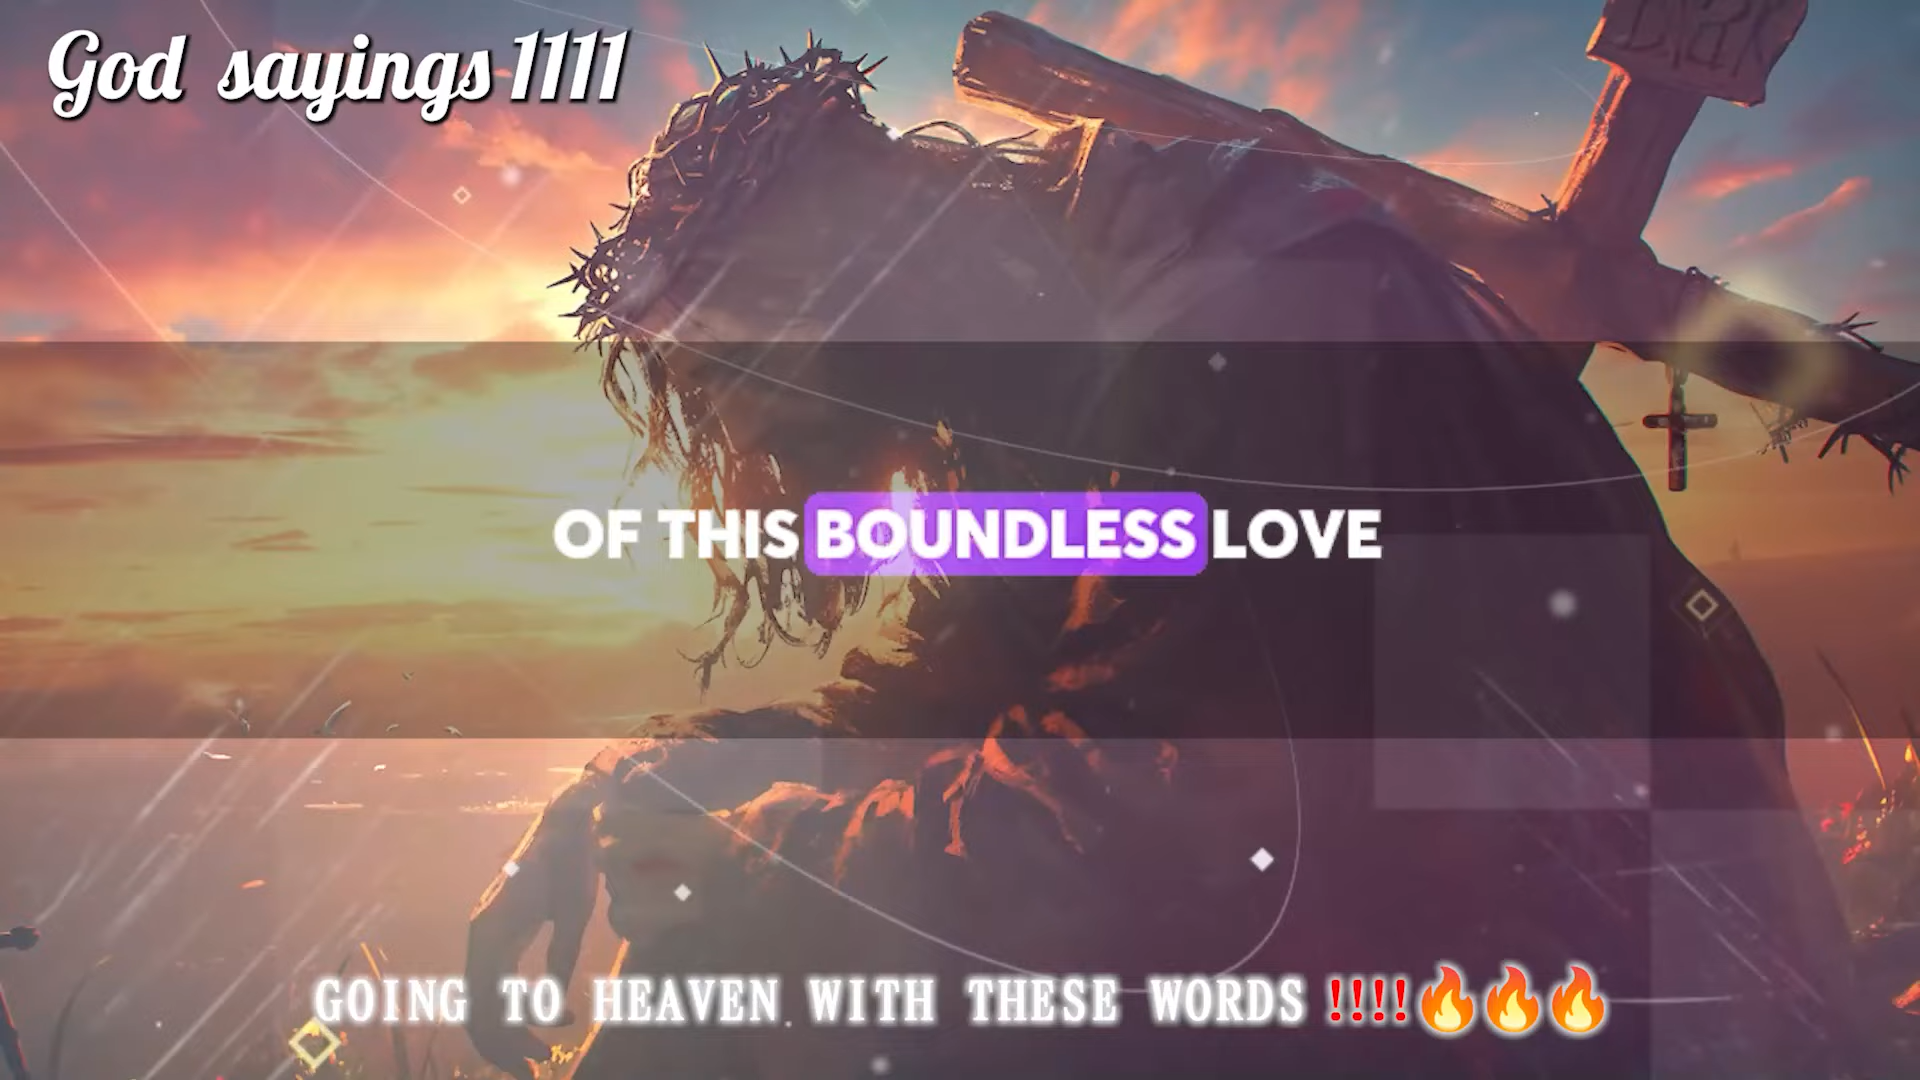 God sayings 1111
OF THIS BOUNDLESS LOVE
GOING TO HEAVEN WITH THESE WORDS !!!!🔥🔥🔥